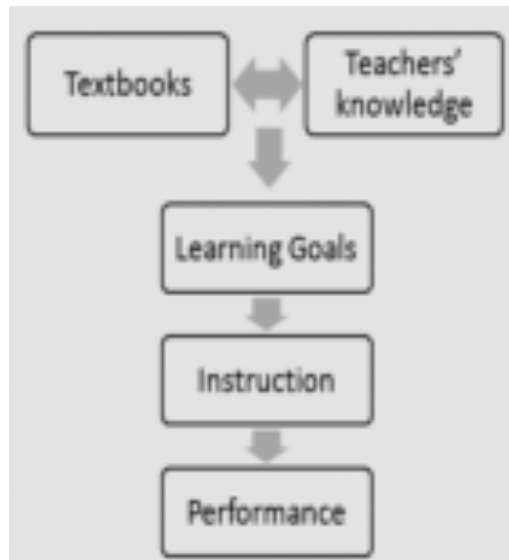 Textbooks
Teachers'
knowledge
Learning Goals
Instruction
Performance